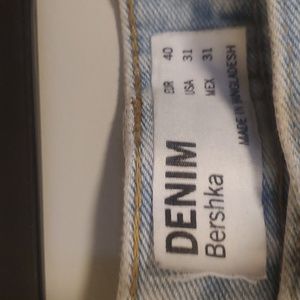 EUR 40
USA 31
MEX 31
DENIM
Bershka
MADE IN BANGLADESH